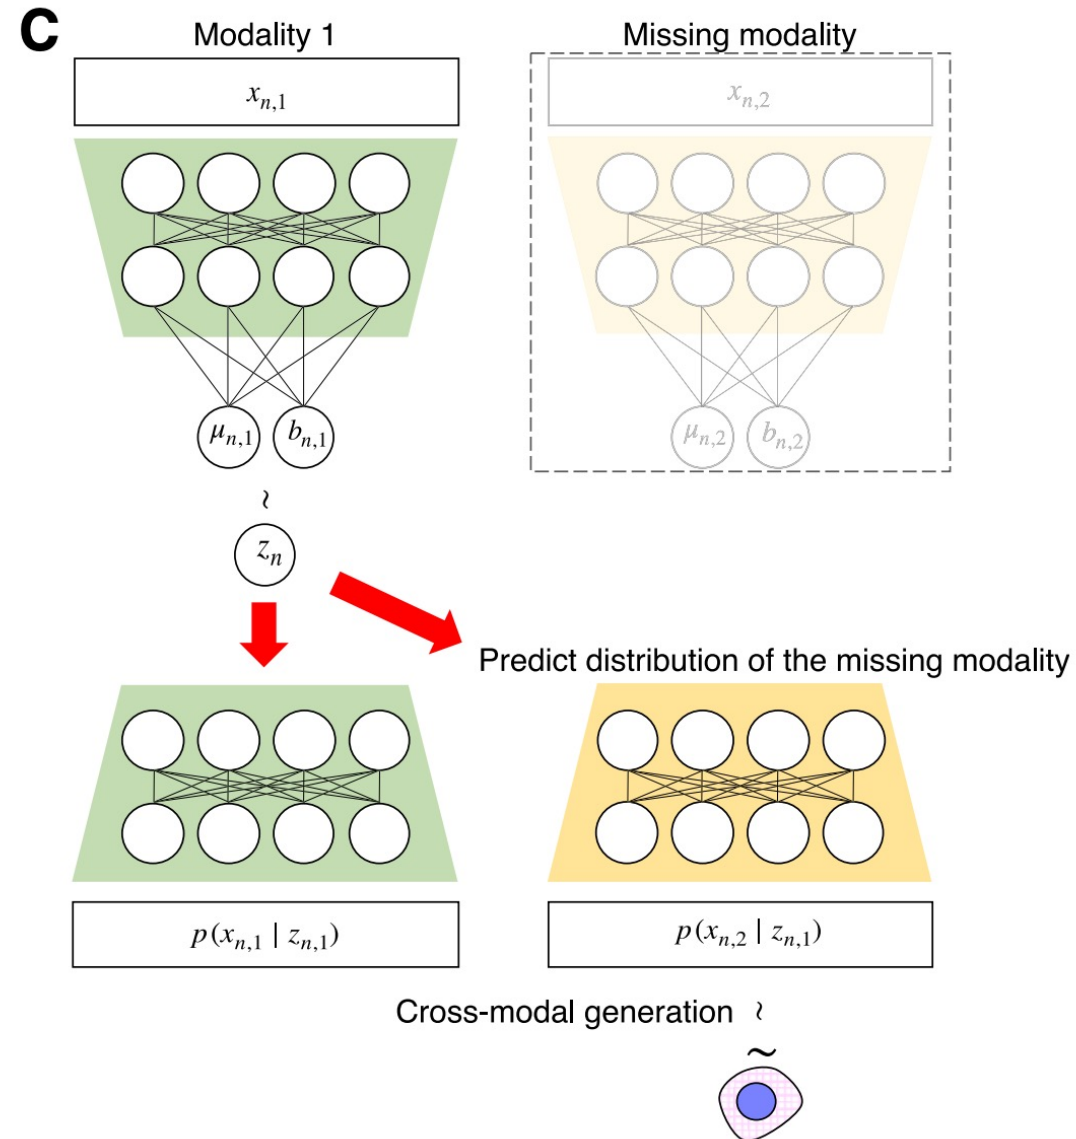 C
Modality 1 Missing modality
x_{n,1} x_{n,2}
μ_{n,1} b_{n,1} μ_{n,2} b_{n,2}
~
z_n
Predict distribution of the missing modality
p(x_{n,1} | z_{n,1}) p(x_{n,2} | z_{n,1})
Cross-modal generation ~
~